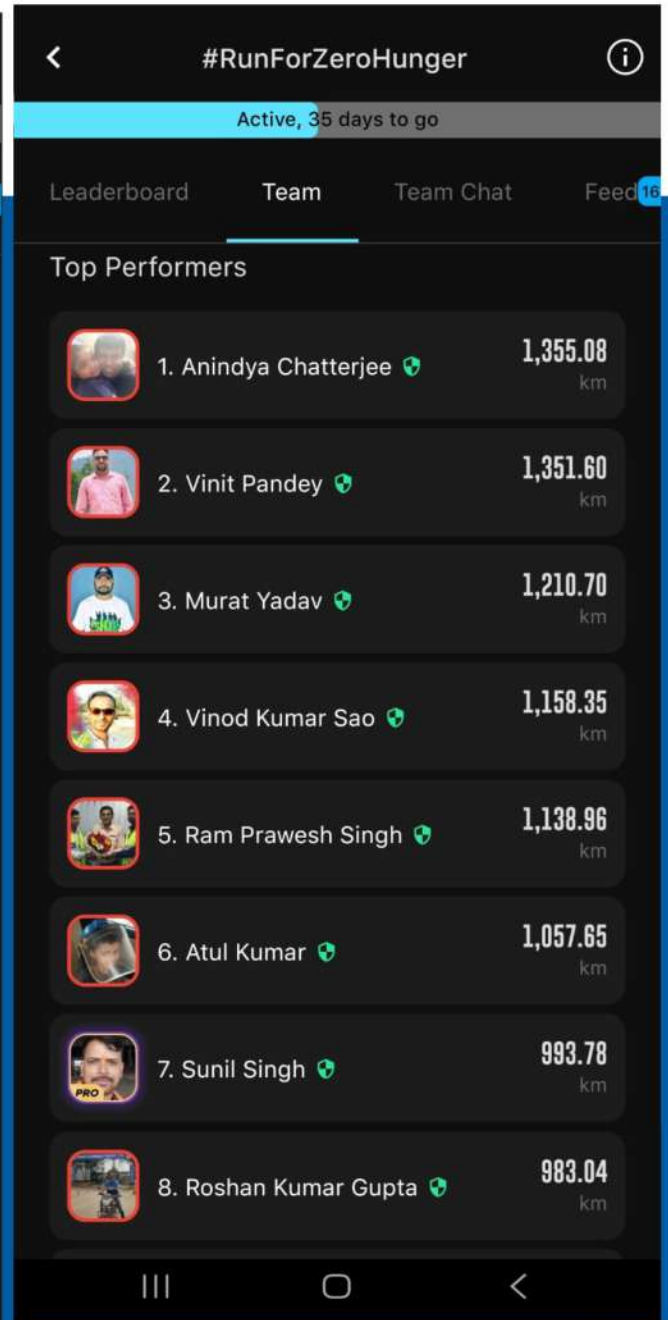 #RunForZeroHunger
Active, 35 days to go
Leaderboard Team Team Chat Feed 16
Top Performers
1. Anindya Chatterjee 1,355.08 km
2. Vinit Pandey 1,351.60 km
3. Murat Yadav 1,210.70 km
4. Vinod Kumar Sao 1,158.35 km
5. Ram Prawesh Singh 1,138.96 km
6. Atul Kumar 1,057.65 km
7. Sunil Singh 993.78 km
PRO
8. Roshan Kumar Gupta 983.04 km